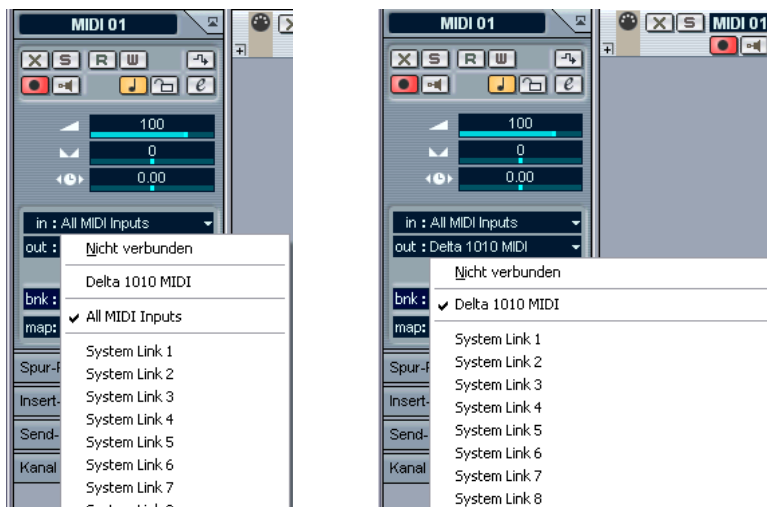 MIDI 01
X S R W
e
100
0
0.00
in : All MIDI Inputs
out :
Nicht verbunden
Delta 1010 MIDI
bnk :
All MIDI Inputs
map:
System Link 1
Spur-
System Link 2
Insert-
System Link 3
System Link 4
Send-
System Link 5
Kanal
System Link 6
System Link 7
MIDI 01
X S MIDI 01
X S R W
e
100
0
0.00
in : All MIDI Inputs
out : Delta 1010 MIDI
Nicht verbunden
bnk :
Delta 1010 MIDI
map:
System Link 1
Spur-
System Link 2
System Link 3
Insert-
System Link 4
Send-
System Link 5
System Link 6
Kanal
System Link 7
System Link 8